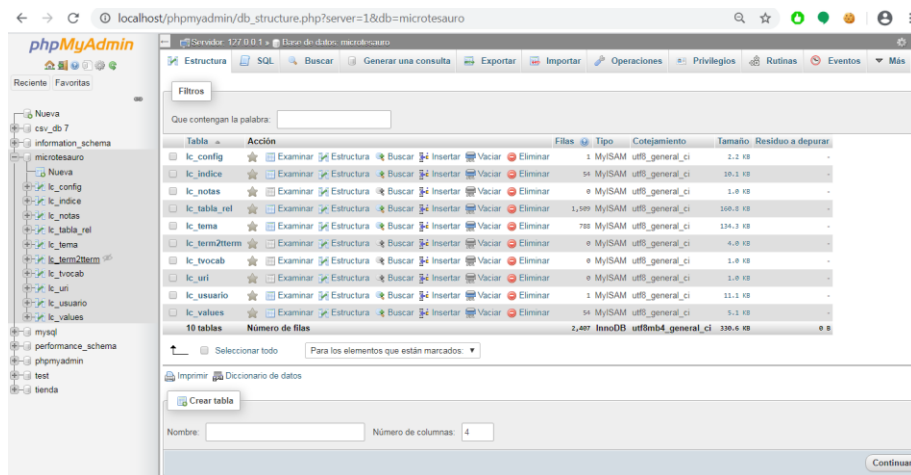 localhost/phpmyadmin/db_structure.php?server=1&db=microtesauro
phpMyAdmin
Reciente Favoritas
Nueva
csv_db 7
information_schema
microtesauro
Nueva
lc_config
lc_indice
lc_notas
lc_tabla_rel
lc_tema
lc_term2tterm
lc_tvocab
lc_uri
lc_usuario
lc_values
mysql
performance_schema
phpmyadmin
test
tienda
Servidor: 127.0.0.1 » Base de datos: microtesauro
Estructura SQL Buscar Generar una consulta Exportar Importar Operaciones Privilegios Rutinas Eventos Más
Filtros
Que contengan la palabra:
Tabla Acción Filas Tipo Cotejamiento Tamaño Residuo a depurar
lc_config Examinar Estructura Buscar Insertar Vaciar Eliminar 1 MyISAM utf8_general_ci 2.2 KB -
lc_indice Examinar Estructura Buscar Insertar Vaciar Eliminar 54 MyISAM utf8_general_ci 10.1 KB -
lc_notas Examinar Estructura Buscar Insertar Vaciar Eliminar 0 MyISAM utf8_general_ci 1.0 KB -
lc_tabla_rel Examinar Estructura Buscar Insertar Vaciar Eliminar 1,509 MyISAM utf8_general_ci 160.8 KB -
lc_tema Examinar Estructura Buscar Insertar Vaciar Eliminar 788 MyISAM utf8_general_ci 134.3 KB -
lc_term2tterm Examinar Estructura Buscar Insertar Vaciar Eliminar 0 MyISAM utf8_general_ci 4.0 KB -
lc_tvocab Examinar Estructura Buscar Insertar Vaciar Eliminar 0 MyISAM utf8_general_ci 1.0 KB -
lc_uri Examinar Estructura Buscar Insertar Vaciar Eliminar 0 MyISAM utf8_general_ci 1.0 KB -
lc_usuario Examinar Estructura Buscar Insertar Vaciar Eliminar 1 MyISAM utf8_general_ci 11.1 KB -
lc_values Examinar Estructura Buscar Insertar Vaciar Eliminar 54 MyISAM utf8_general_ci 5.1 KB -
10 tablas Número de filas 2,407 InnoDB utf8mb4_general_ci 330.6 KB 0 B
Seleccionar todo Para los elementos que están marcados:
Imprimir Diccionario de datos
Crear tabla
Nombre: Número de columnas: 4
Continuar